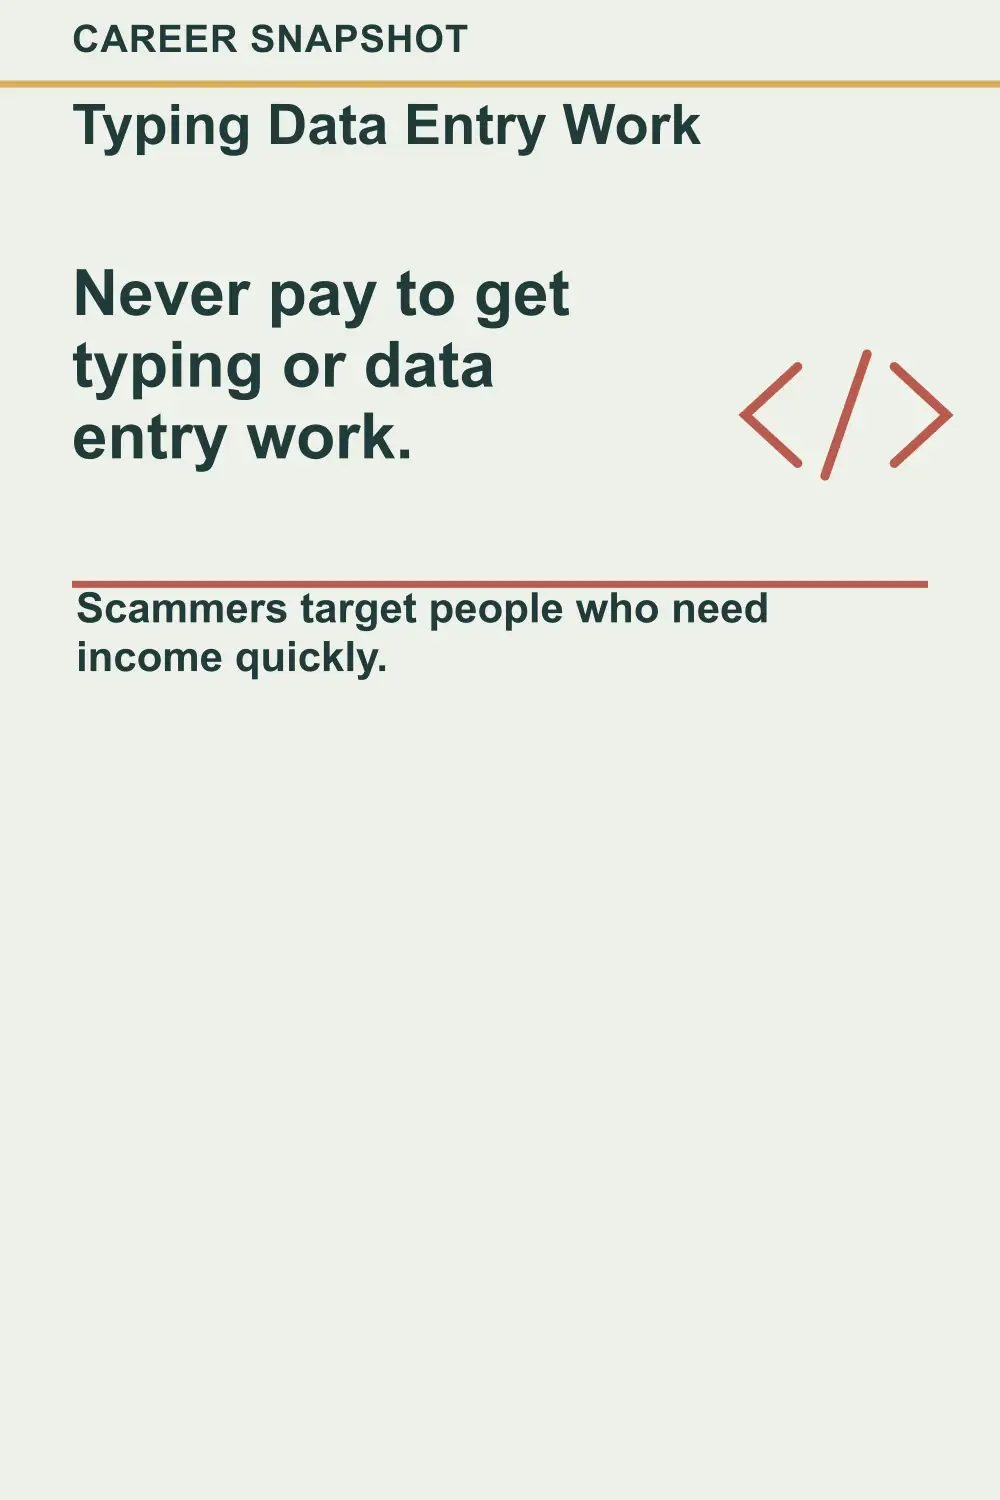 CAREER SNAPSHOT
Typing Data Entry Work
Never pay to get
typing or data
entry work.
Scammers target people who need
income quickly.